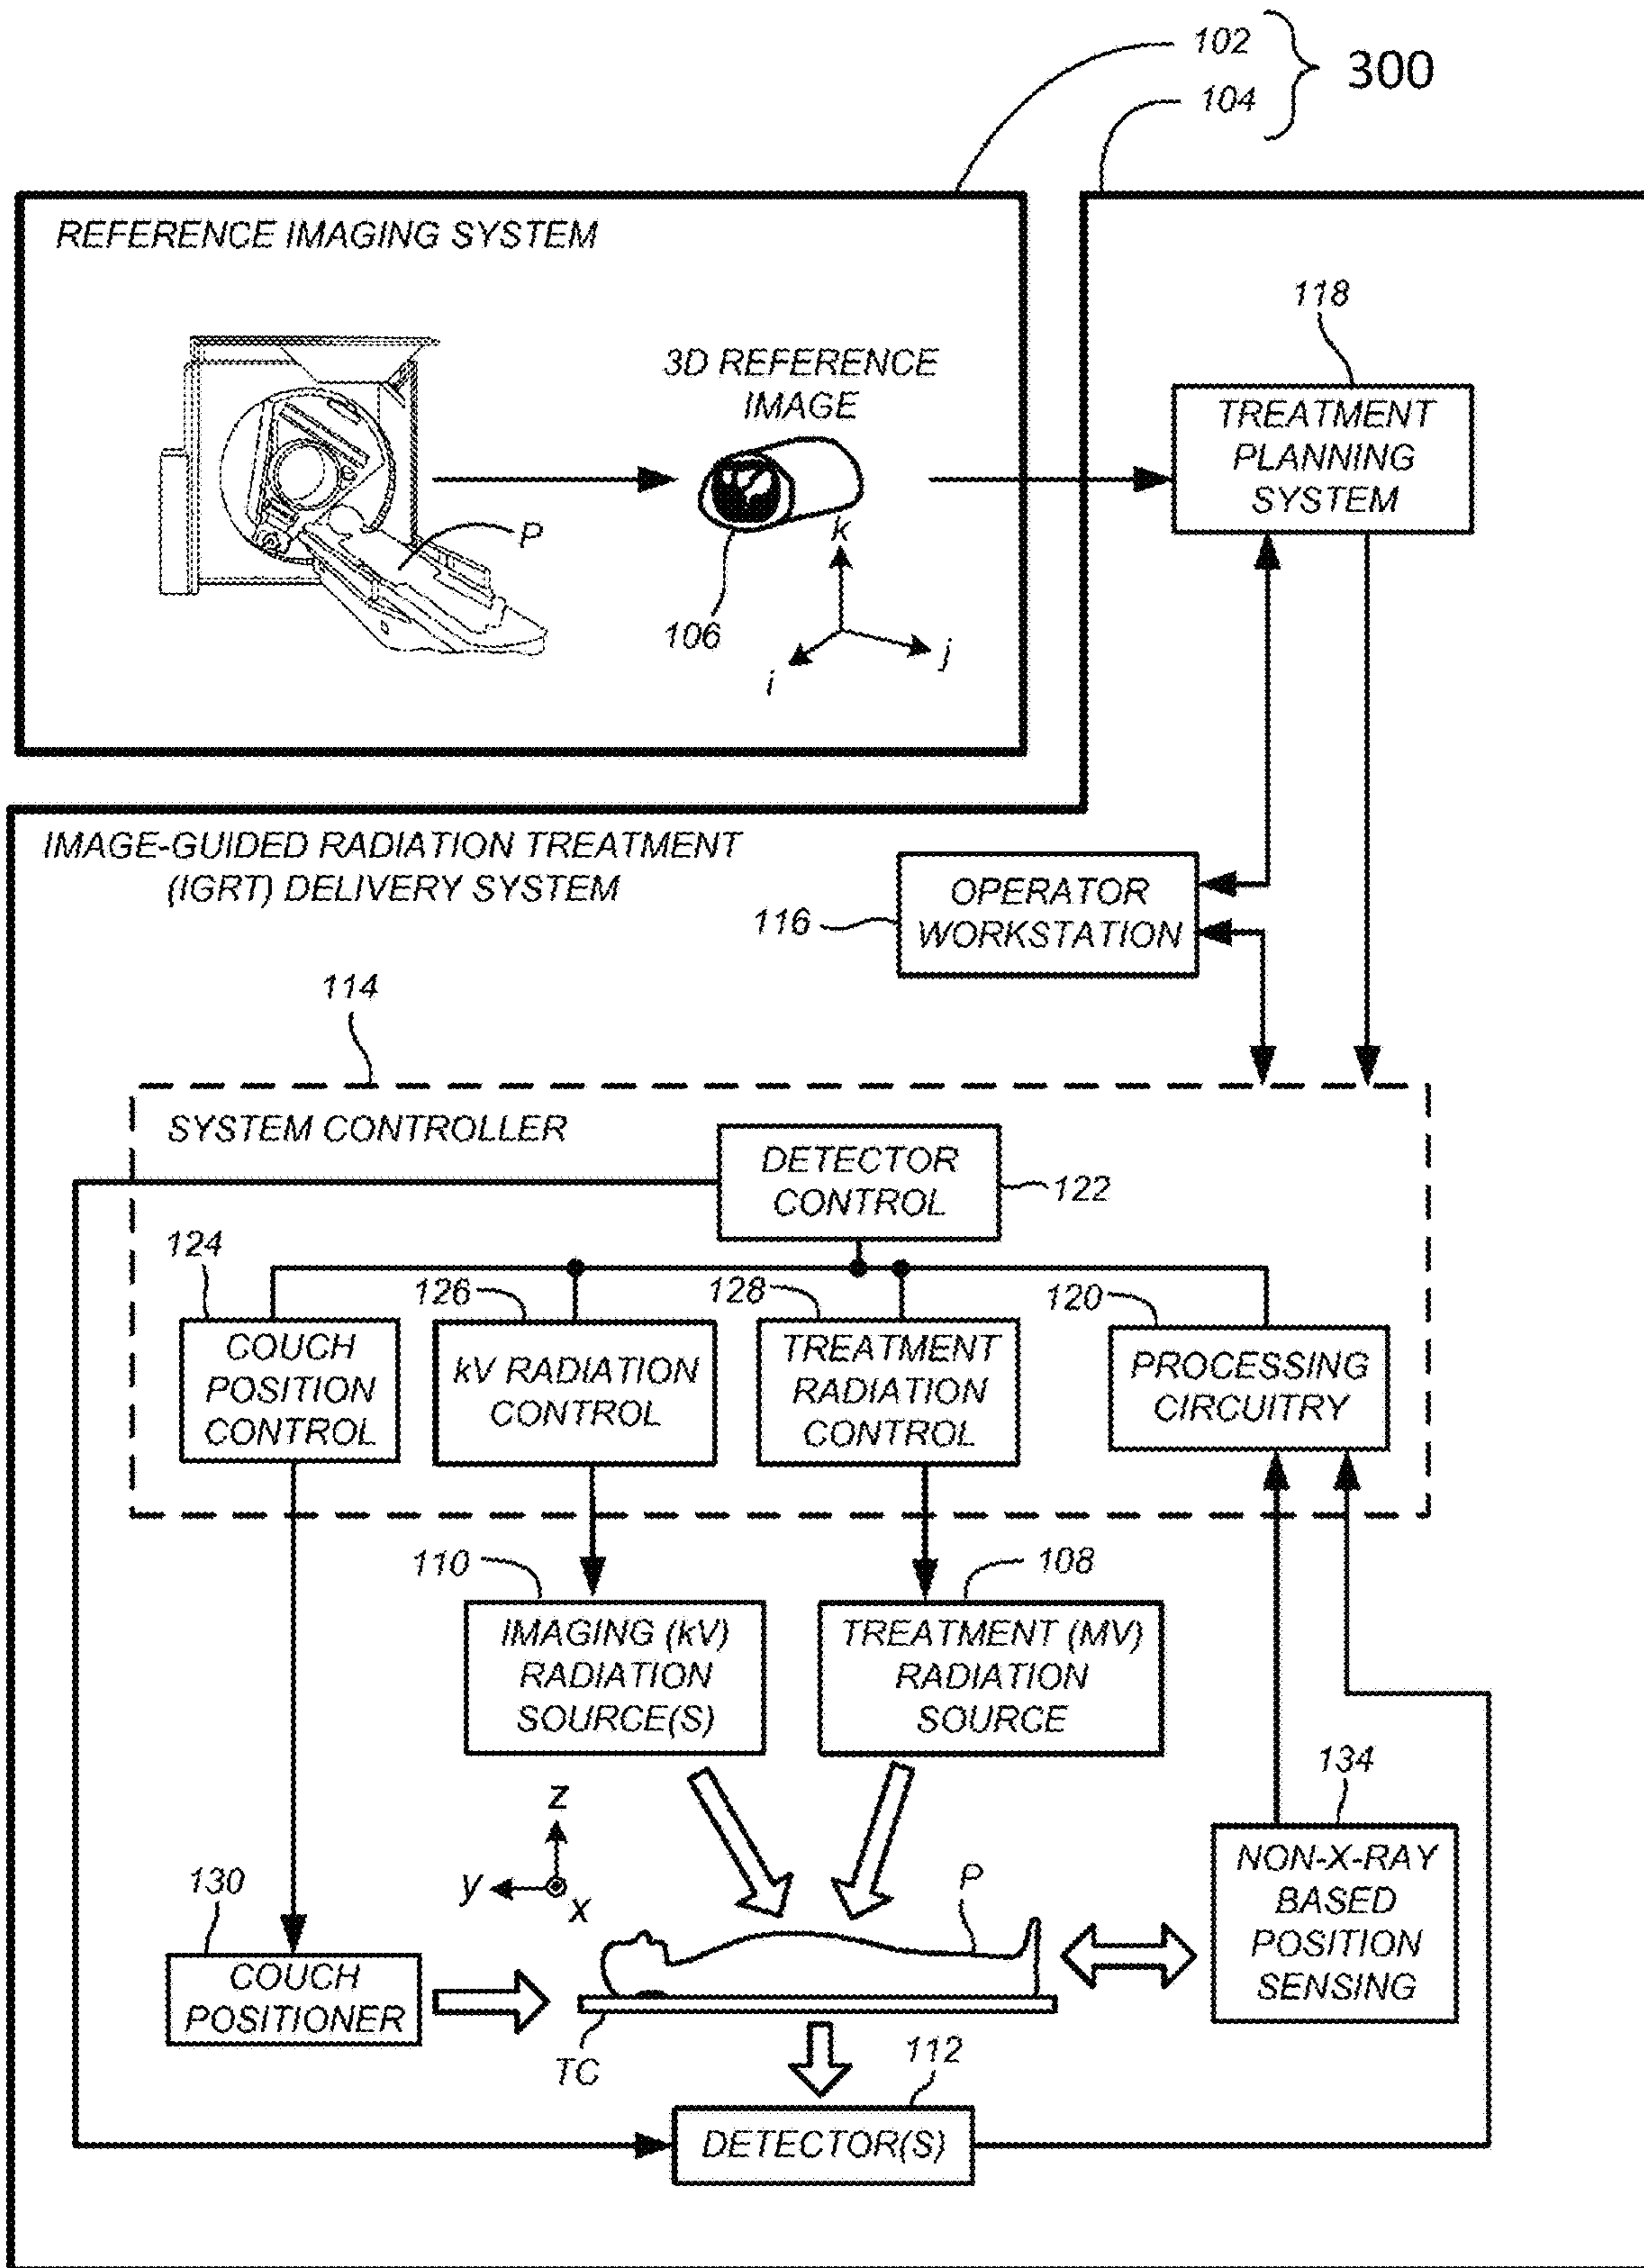 102
104
300
REFERENCE IMAGING SYSTEM
118
3D REFERENCE
IMAGE
TREATMENT
PLANNING
SYSTEM
P
k
106
j
i
IMAGE-GUIDED RADIATION TREATMENT
(IGRT) DELIVERY SYSTEM
OPERATOR
WORKSTATION
116
114
SYSTEM CONTROLLER
DETECTOR
CONTROL
122
124
126
128
120
COUCH
POSITION
CONTROL
kV RADIATION
CONTROL
TREATMENT
RADIATION
CONTROL
PROCESSING
CIRCUITRY
110
108
IMAGING (kV)
RADIATION
SOURCE(S)
TREATMENT (MV)
RADIATION
SOURCE
134
z
y
x
130
P
NON-X-RAY
BASED
POSITION
SENSING
COUCH
POSITIONER
TC
112
DETECTOR(S)